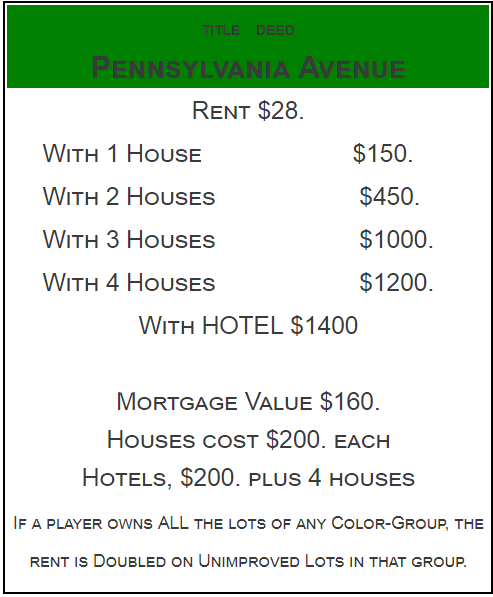 TITLE DEED
PENNSYLVANIA AVENUE
RENT $28.
WITH 1 HOUSE $150.
WITH 2 HOUSES $450.
WITH 3 HOUSES $1000.
WITH 4 HOUSES $1200.
WITH HOTEL $1400
MORTGAGE VALUE $160.
HOUSES COST $200. EACH
HOTELS, $200. PLUS 4 HOUSES
IF A PLAYER OWNS ALL THE LOTS OF ANY COLOR-GROUP, THE
RENT IS DOUBLED ON UNIMPROVED LOTS IN THAT GROUP.